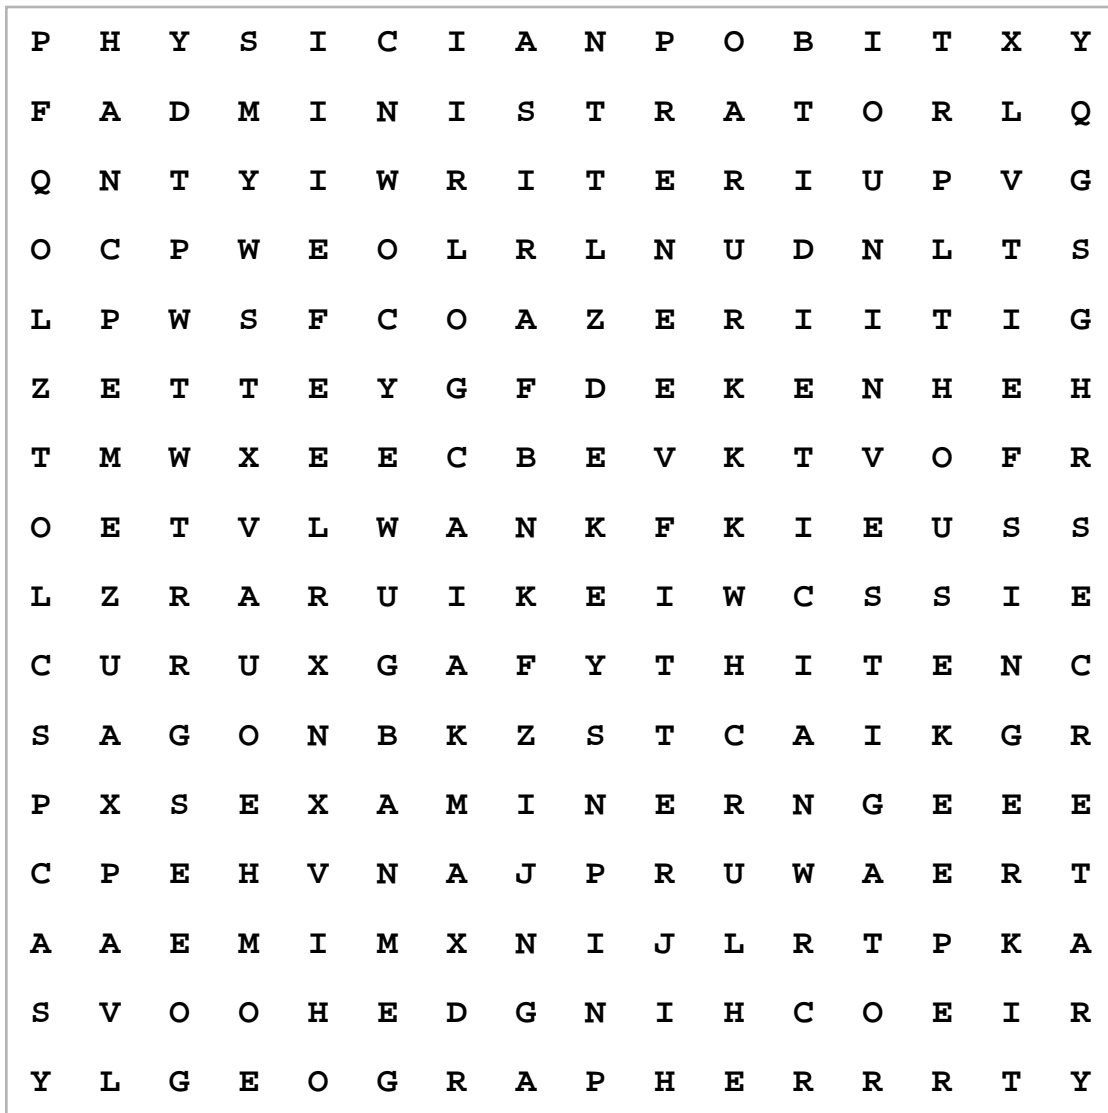 P H Y S I C I A N P O B I T X Y
F A D M I N I S T R A T O R L Q
Q N T Y I W R I T E R I U P V G
O C P W E O L R L N U D N L T S
L P W S F C O A Z E R I I T I G
Z E T T E Y G F D E K E N H E H
T M W X E E C B E V K T V O F R
O E T V L W A N K F K I E U S S
L Z R A R U I K E I W C S S I E
C U R U X G A F Y T H I T E N C
S A G O N B K Z S T C A I K G R
P X S E X A M I N E R N G E E E
C P E H V N A J P R U W A E R T
A A E M I M X N I J L R T P K A
S V O O H E D G N I H C O E I R
Y L G E O G R A P H E R R R T Y